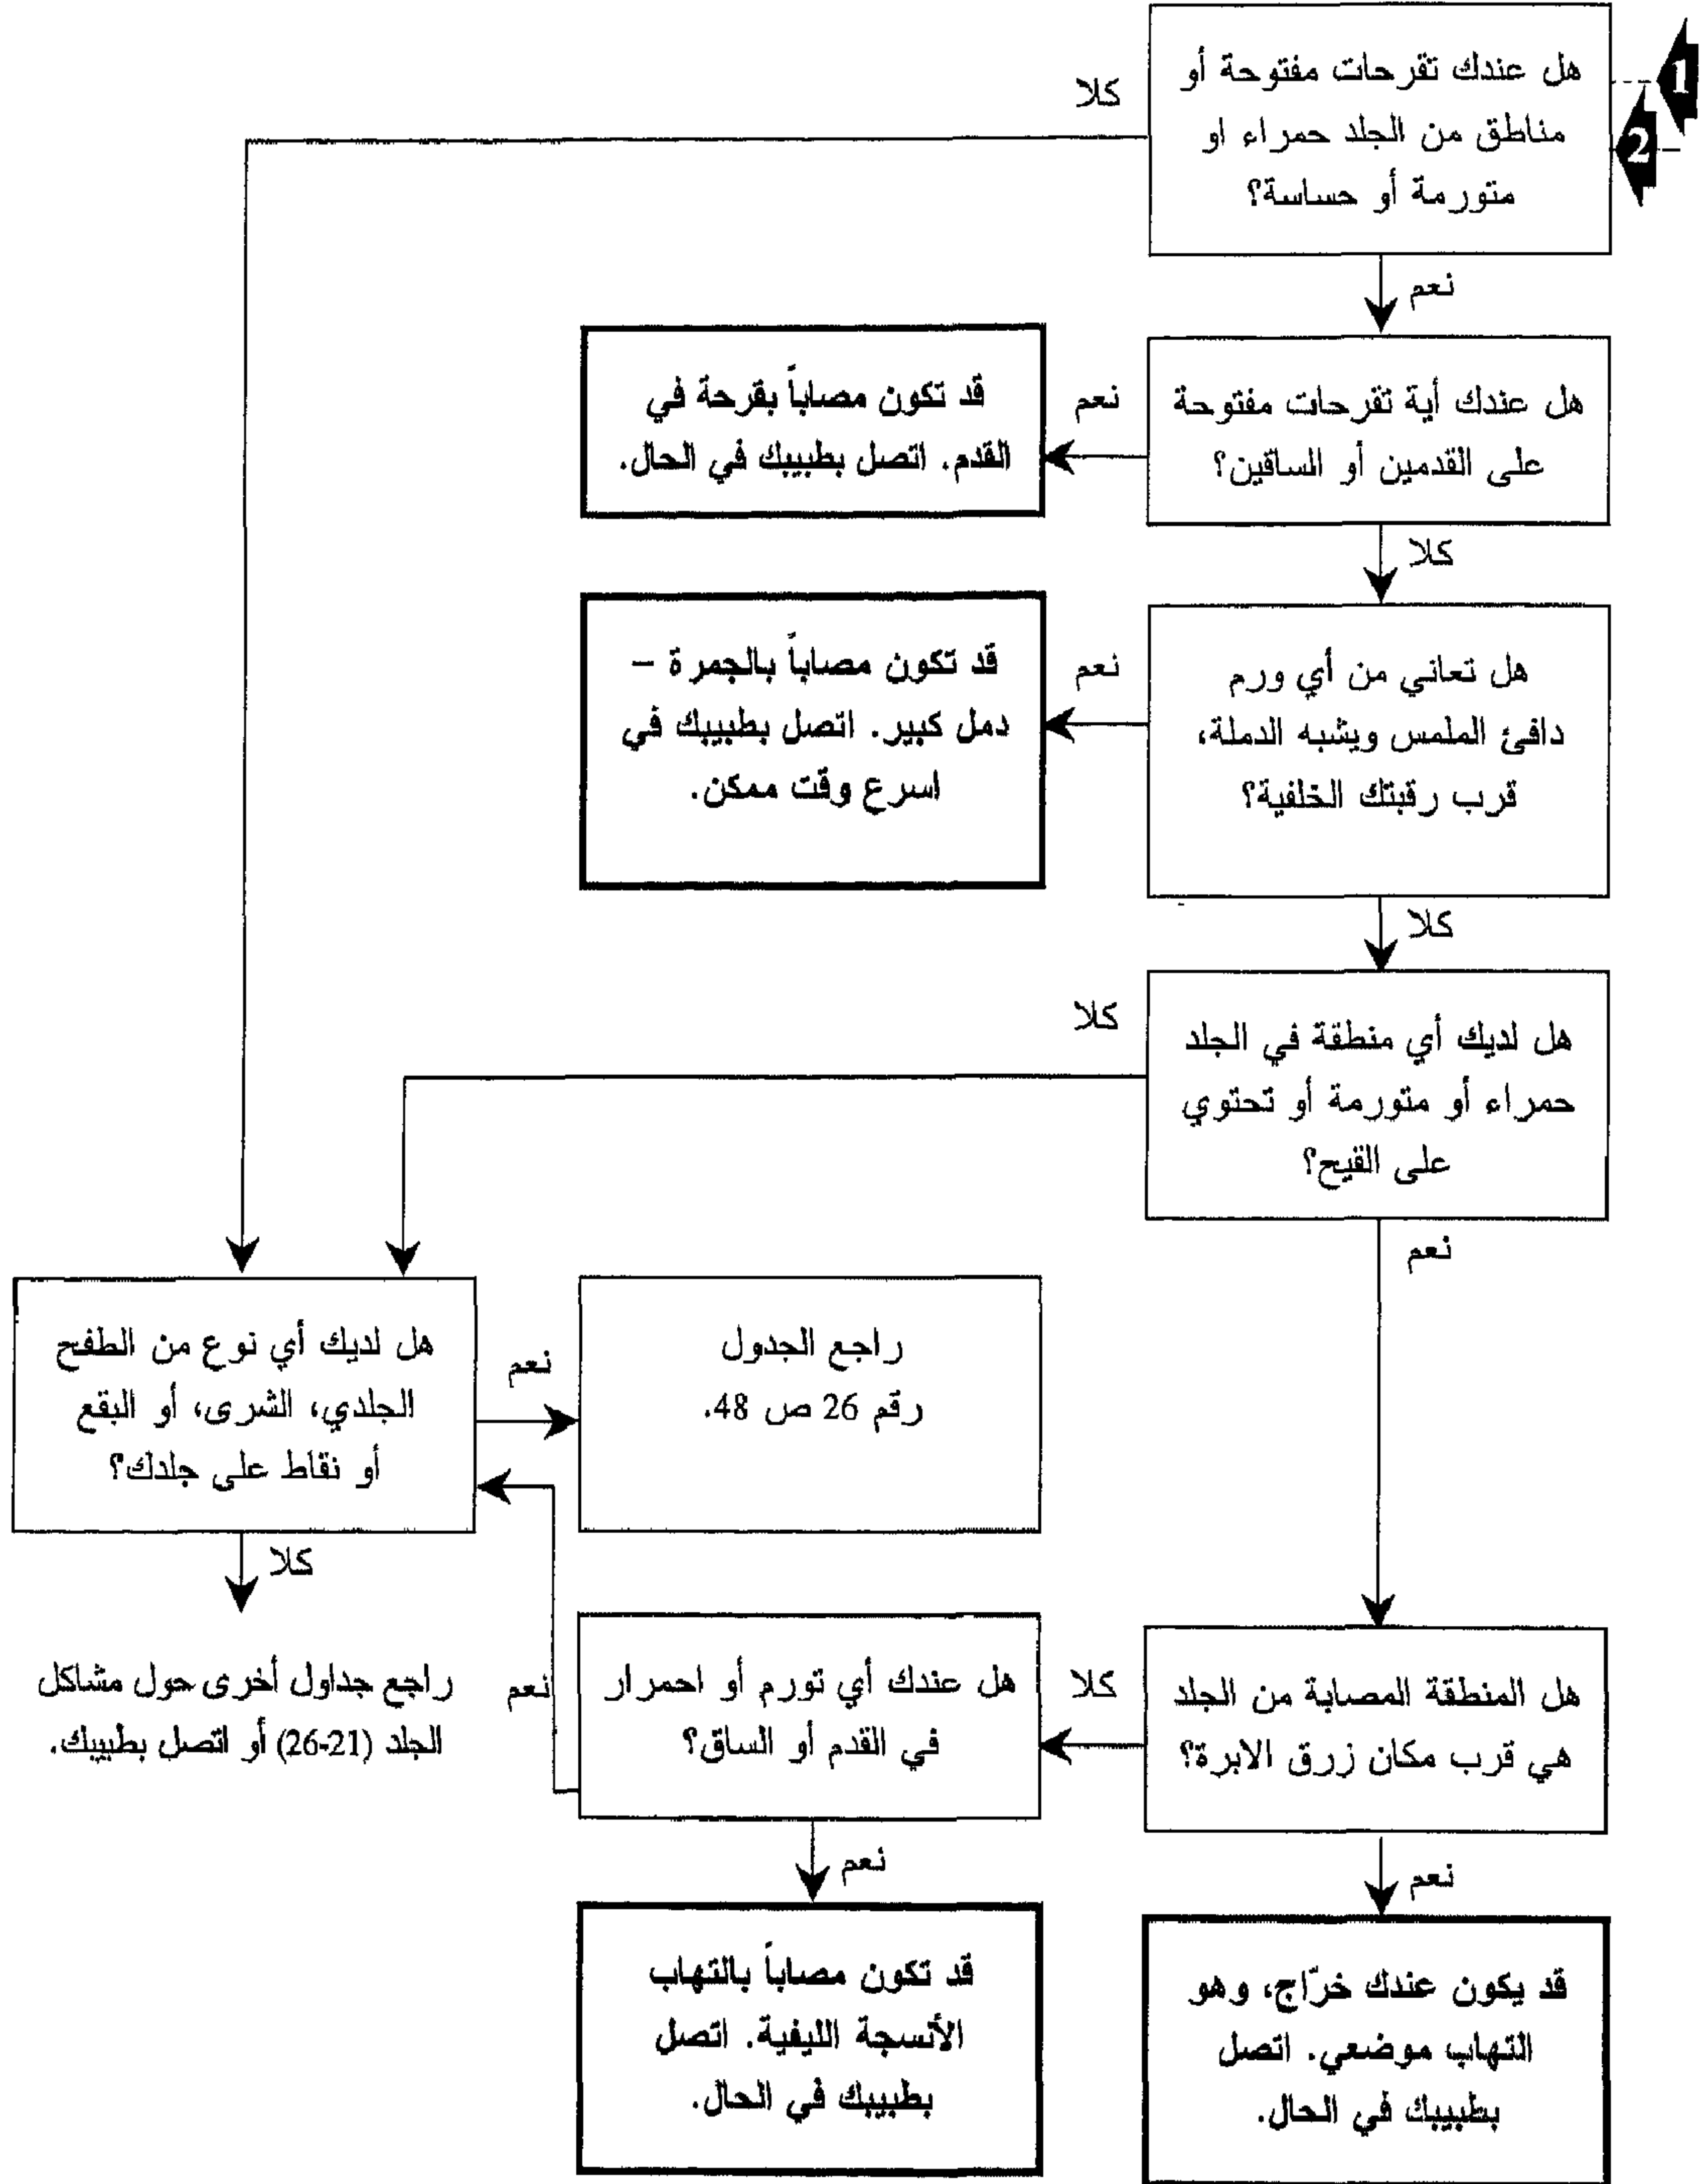 1
2
هل عندك تقرحات مفتوحة أو
مناطق من الجلد حمراء او
متورمة أو حساسة؟
كلا
نعم
هل عندك أية تقرحات مفتوحة
على القدمين أو الساقين؟
نعم
قد تكون مصاباً بقرحة في
القدم. اتصل بطبيبك في الحال.
كلا
هل تعاني من أي ورم
دافئ الملمس ويشبه الدملة،
قرب رقبتك الخلفية؟
نعم
قد تكون مصاباً بالجمرة –
دمل كبير. اتصل بطبيبك في
اسرع وقت ممكن.
كلا
هل لديك أي منطقة في الجلد
حمراء أو متورمة أو تحتوي
على القيح؟
كلا
نعم
هل لديك أي نوع من الطفح
الجلدي، الشرى، أو البقع
أو نقاط على جلدك؟
نعم
راجع الجدول
رقم 26 ص 48.
كلا
راجع جداول أخرى حول مشاكل
الجلد (21-26) أو اتصل بطبيبك.
هل المنطقة المصابة من الجلد
هي قرب مكان زرق الابرة؟
كلا
هل عندك أي تورم أو احمرار
في القدم أو الساق؟
نعم
نعم
قد تكون مصاباً بالتهاب
الأنسجة الليفية. اتصل
بطبيبك في الحال.
نعم
قد يكون عندك خرّاج، وهو
التهاب موضعي. اتصل
بطبيبك في الحال.